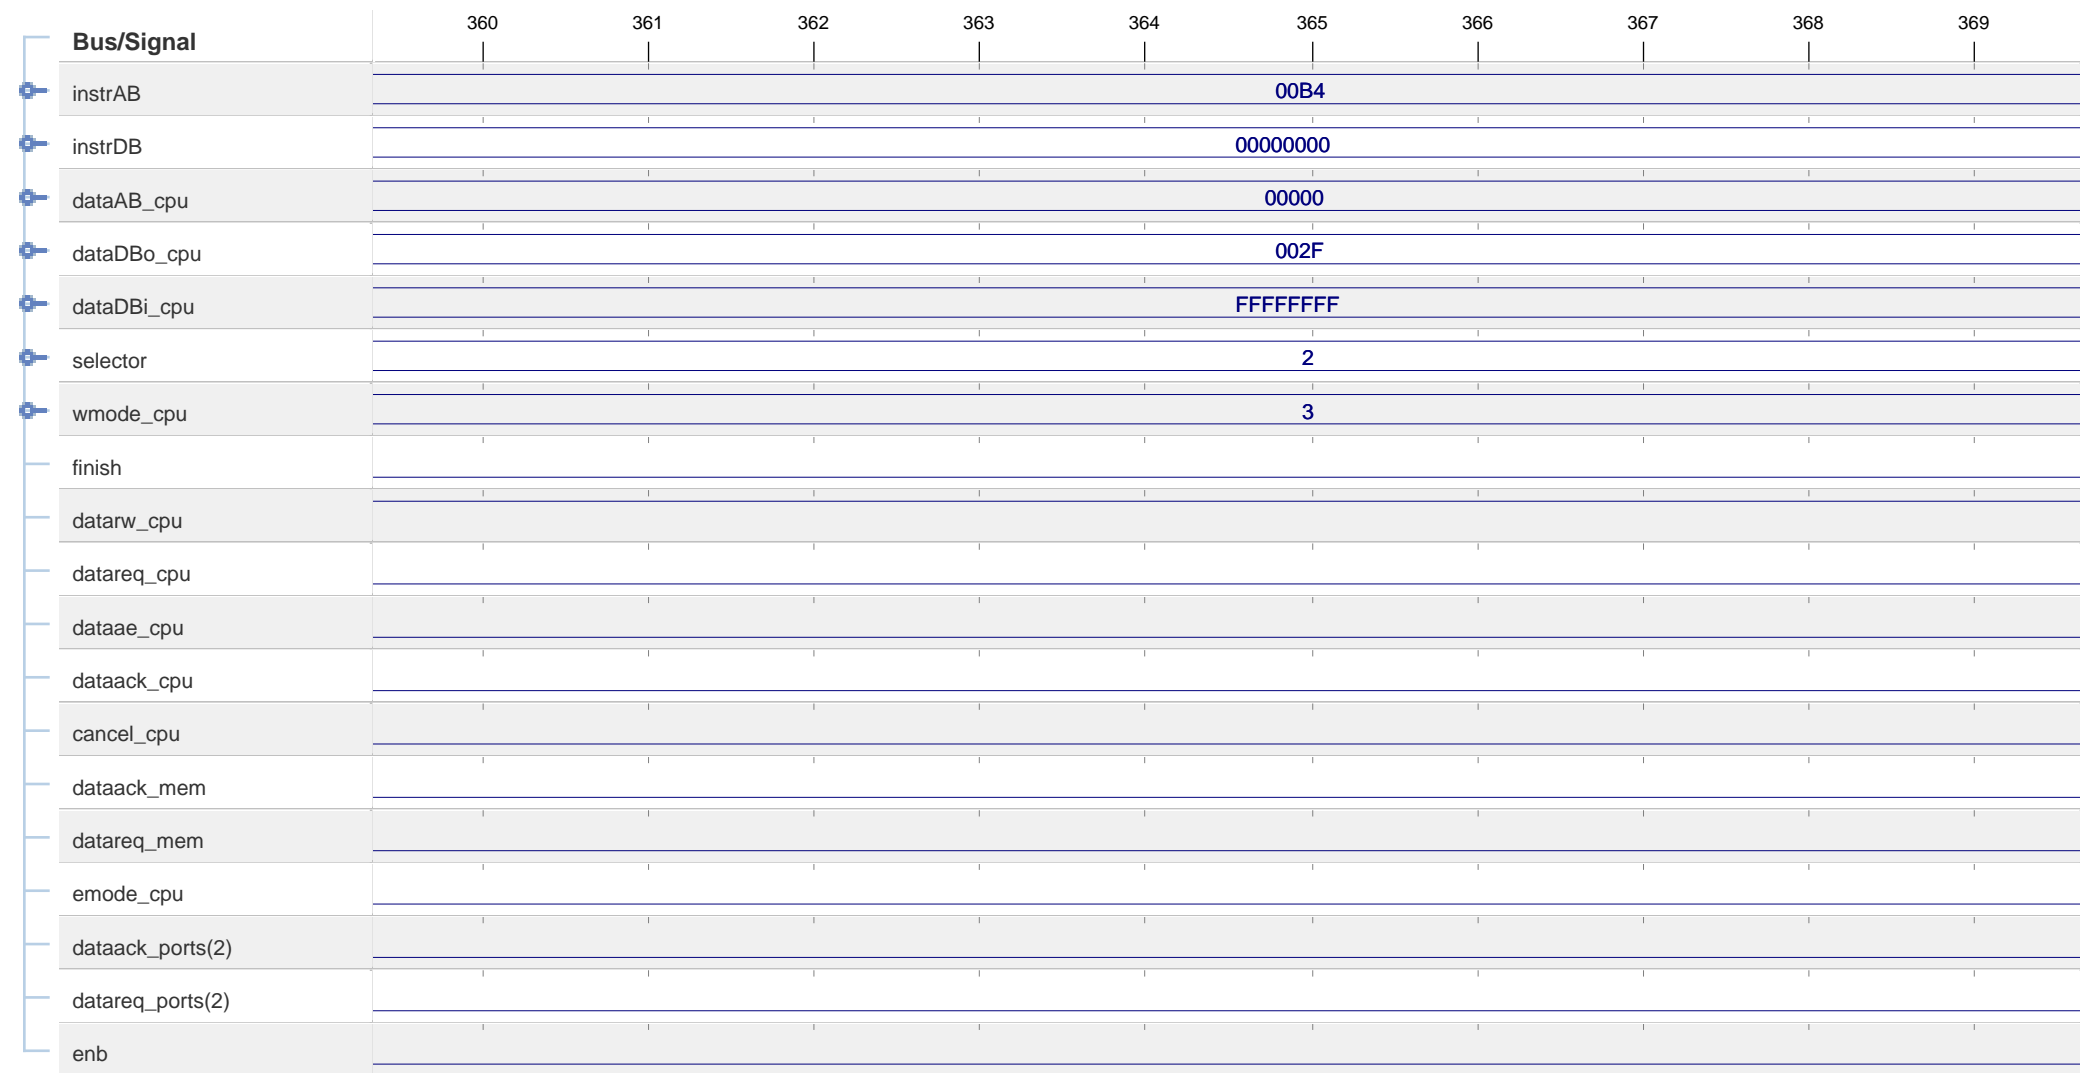 360 361 362 363 364 365 366 367 368 369
Bus/Signal
instrAB 00B4
instrDB 00000000
dataAB_cpu 00000
dataDBo_cpu 002F
dataDBi_cpu FFFFFFFF
selector 2
wmode_cpu 3
finish
datarw_cpu
datareq_cpu
dataae_cpu
dataack_cpu
cancel_cpu
dataack_mem
datareq_mem
emode_cpu
dataack_ports(2)
datareq_ports(2)
enb